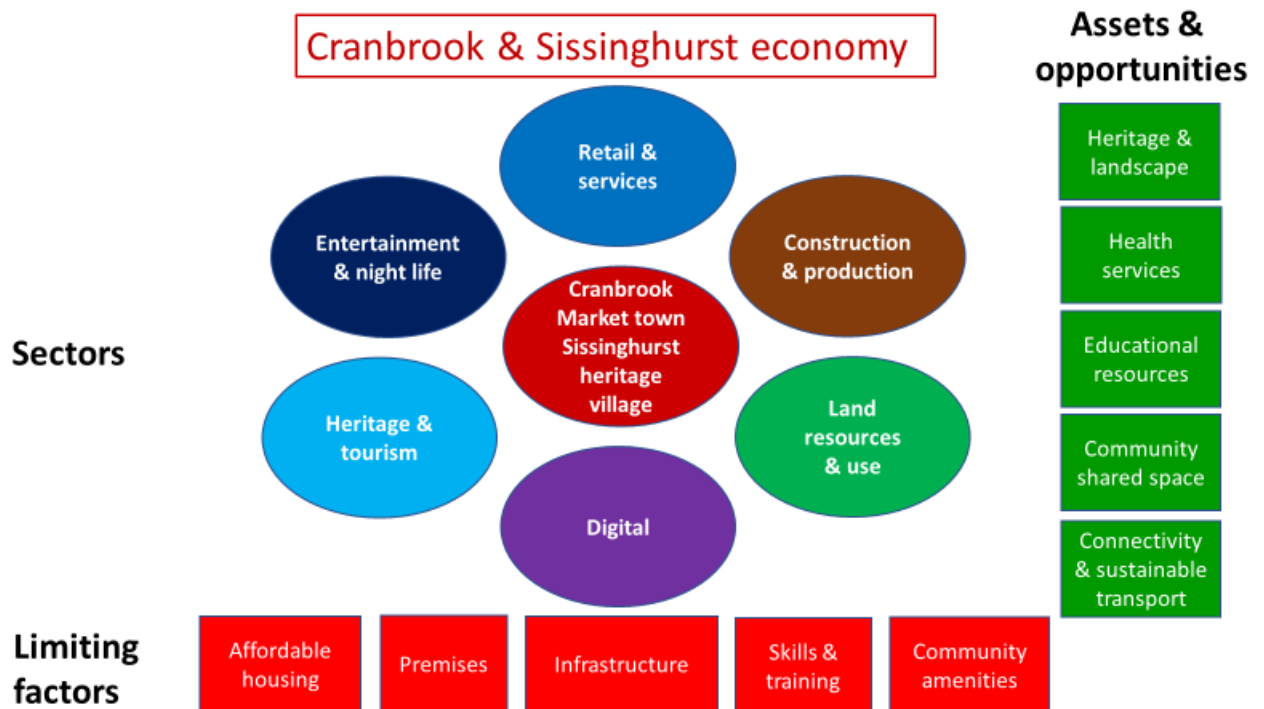 Cranbrook & Sissinghurst economy
Assets &
opportunities
Retail &
services
Entertainment
& night life
Construction
& production
Cranbrook
Market town
Sissinghurst
heritage
village
Sectors
Heritage &
tourism
Land
resources
& use
Digital
Heritage &
landscape
Health
services
Educational
resources
Community
shared space
Connectivity
& sustainable
transport
Limiting
factors
Affordable
housing
Premises
Infrastructure
Skills &
training
Community
amenities